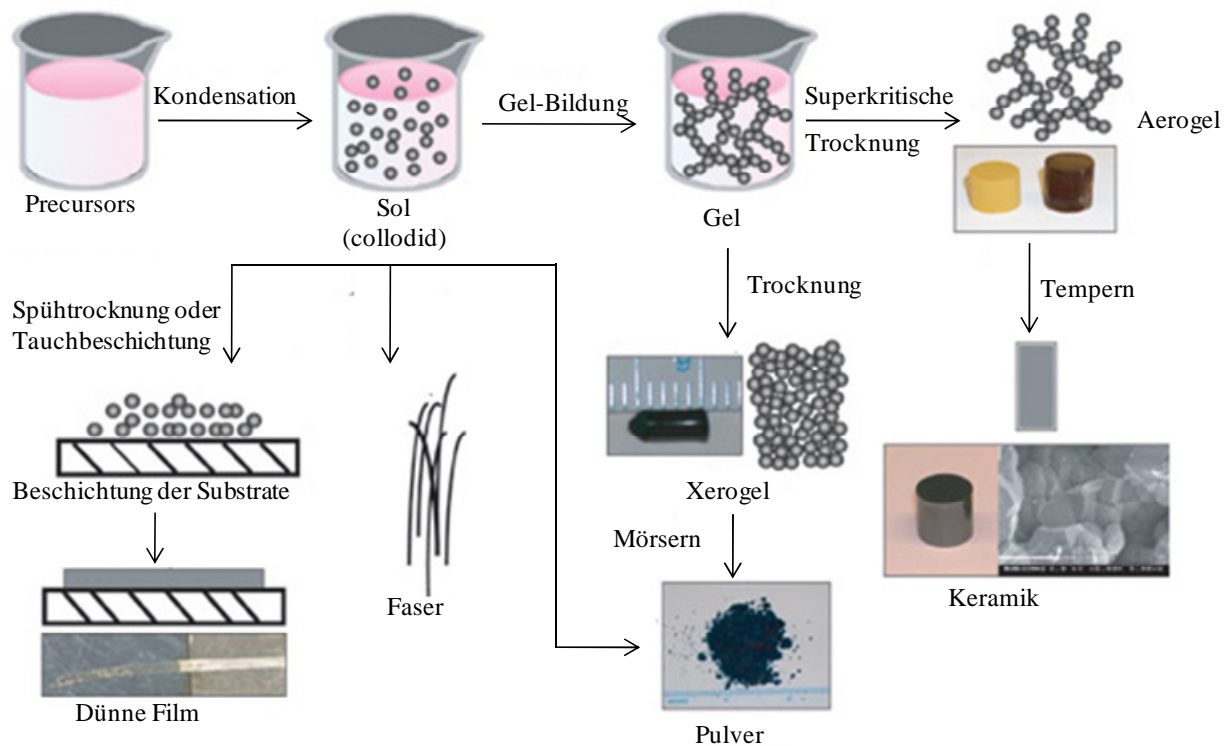 Kondensation
Gel-Bildung
Superkritische
Trocknung
Aerogel
Precursors
Sol
(collodid)
Gel
Spühtrocknung oder
Tauchbeschichtung
Trocknung
Tempern
Beschichtung der Substrate
Xerogel
Mörsern
Faser
Keramik
Dünne Film
Pulver